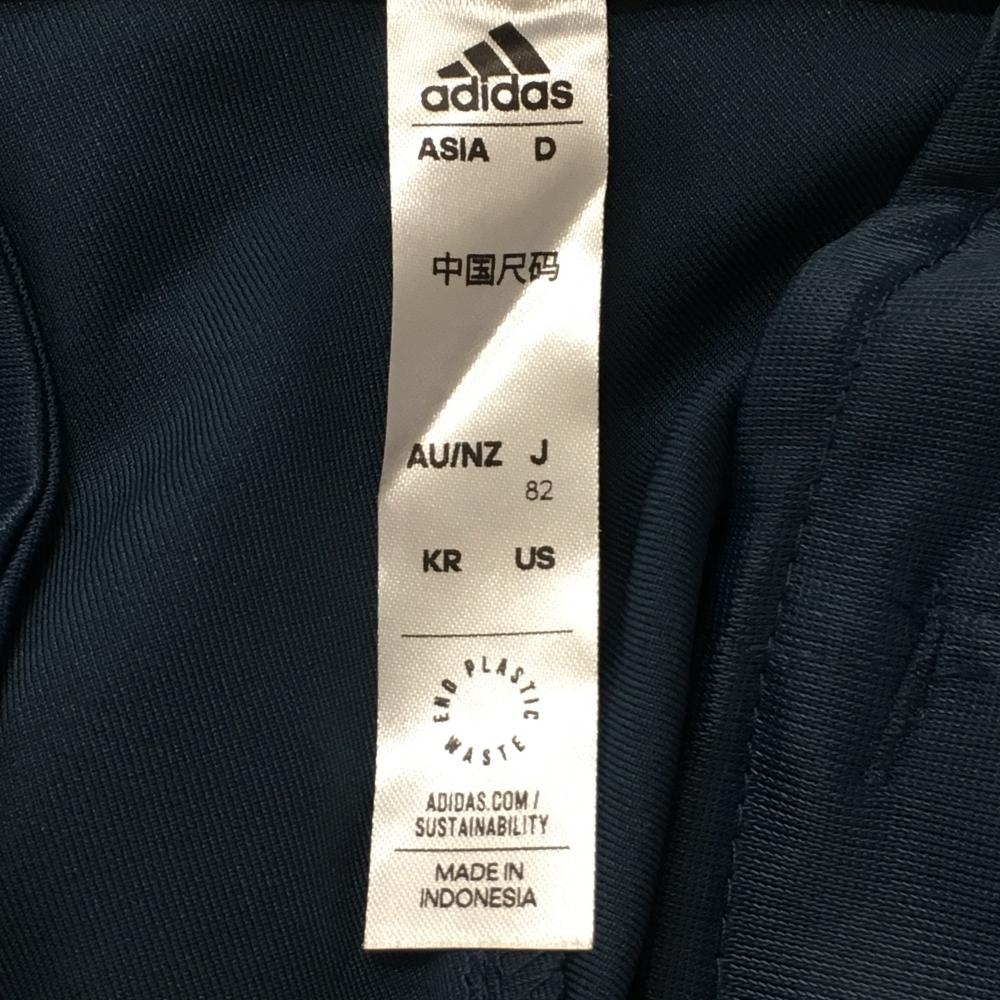 adidas
ASIA D
中国尺码
AU/NZ J
82
KR US
END PLASTIC WASTE
ADIDAS.COM/
SUSTAINABILITY
MADE IN
INDONESIA